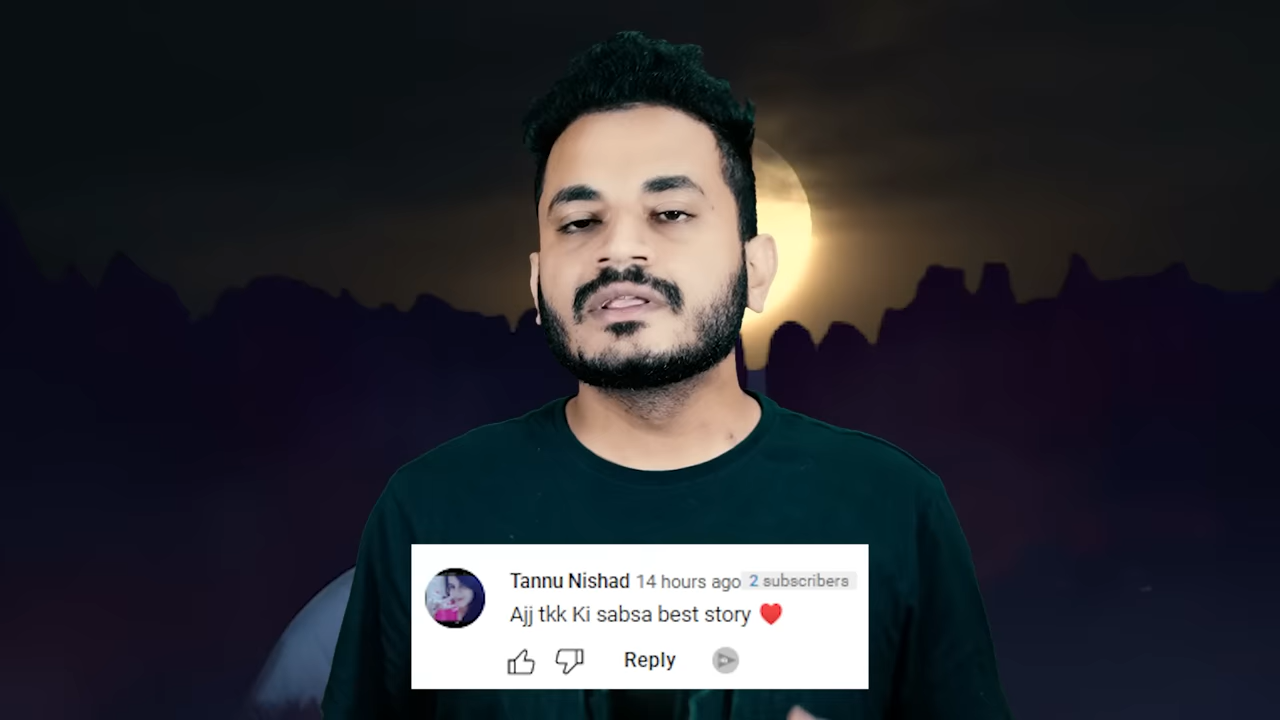 Tannu Nishad 14 hours ago 2 subscribers
Ajj tkk Ki sabsa best story ♥️
Reply